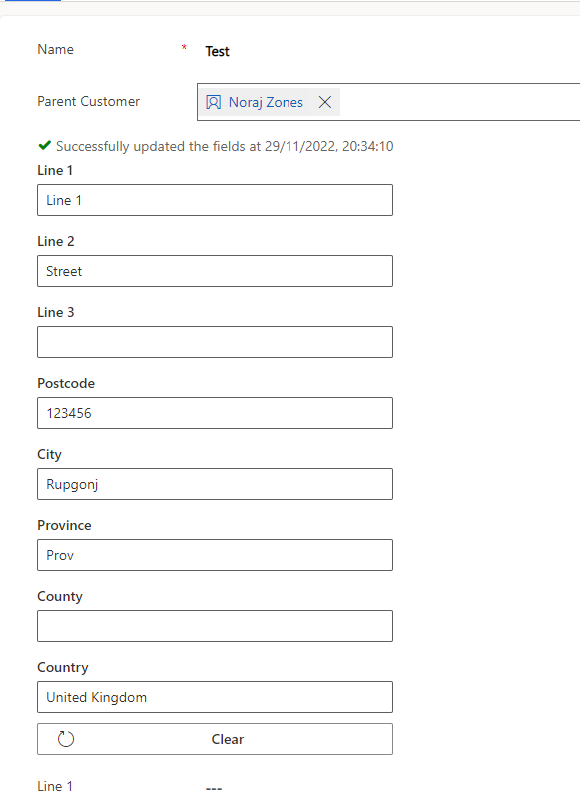 Name * Test
Parent Customer Noraj Zones
Successfully updated the fields at 29/11/2022, 20:34:10
Line 1
Line 1
Line 2
Street
Line 3
Postcode
123456
City
Rupgonj
Province
Prov
County
Country
United Kingdom
Clear
Line 1 ---